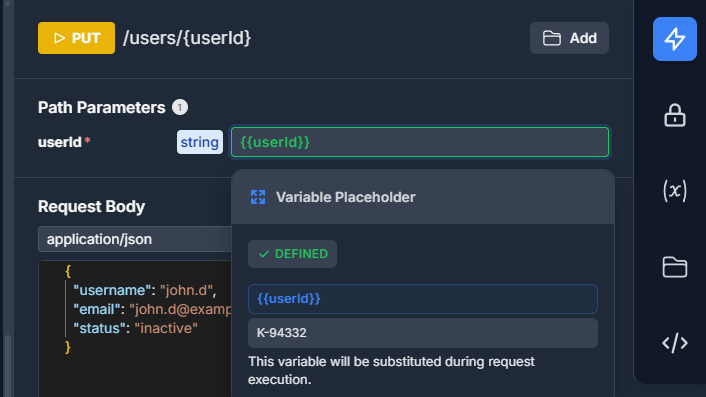 PUT /users/{userId} Add
Path Parameters 1
userId* string {{userId}}
Variable Placeholder
DEFINED
{{userId}}
K-94332
This variable will be substituted during request
execution.
Request Body
application/json
{
"username": "john.d",
"email": "john.d@examp
"status": "inactive"
}
(x)